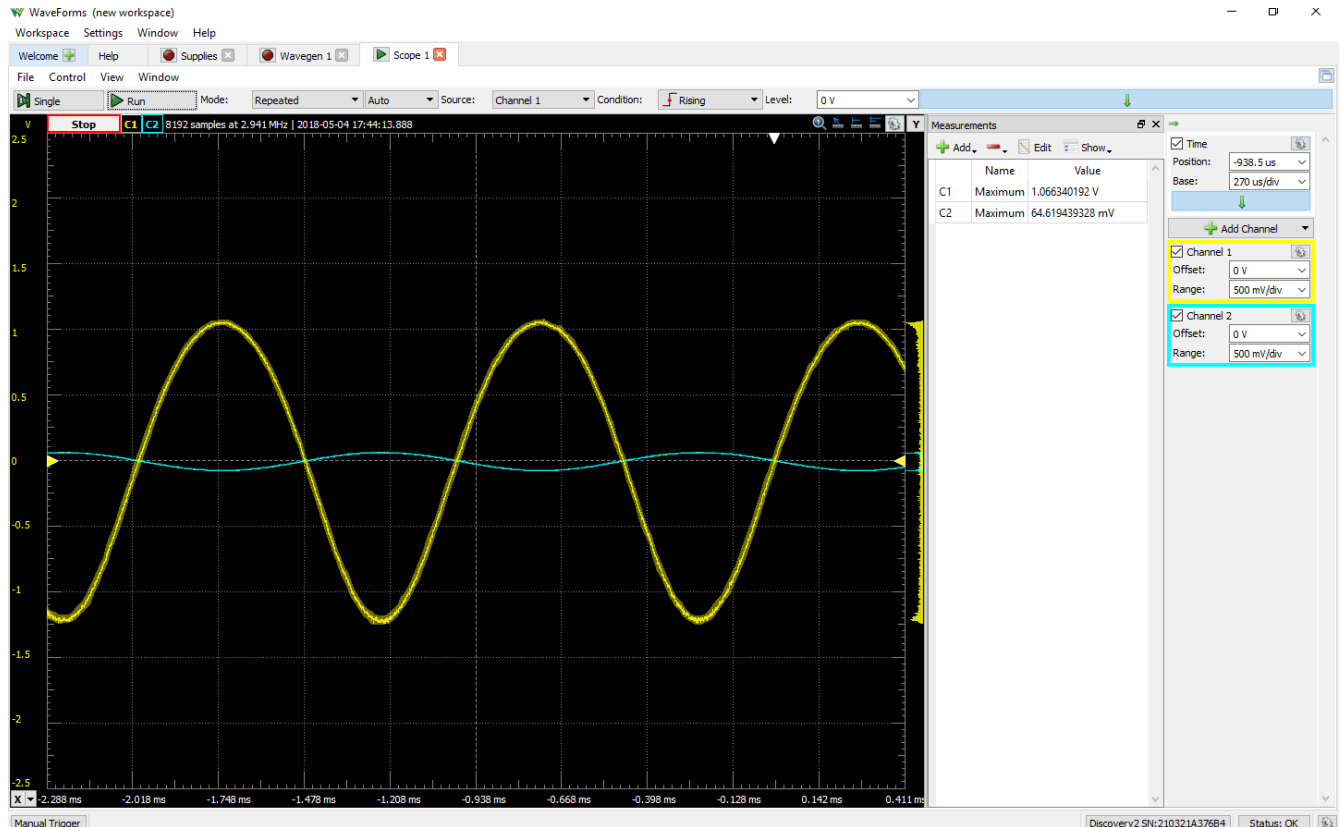 WaveForms (new workspace)
Workspace Settings Window Help
Welcome Help Supplies Wavegen 1 Scope 1
File Control View Window
Single Run Mode: Repeated Auto Source: Channel 1 Condition: Rising Level: 0 V
V Stop C1 C2 8192 samples at 2.941 MHz | 2018-05-04 17:44:13.888 Y
2.5
2
1.5
1
0.5
0
-0.5
-1
-1.5
-2
-2.5
X -2.288 ms -2.018 ms -1.748 ms -1.478 ms -1.208 ms -0.938 ms -0.668 ms -0.398 ms -0.128 ms 0.142 ms 0.411 ms
Measurements
Add Edit Show
Name Value
C1 Maximum 1.066340192 V
C2 Maximum 64.619439328 mV
Time
Position: -938.5 us
Base: 270 us/div
Add Channel
Channel 1
Offset: 0 V
Range: 500 mV/div
Channel 2
Offset: 0 V
Range: 500 mV/div
Manual Trigger Discovery2 SN:210321A376B4 Status: OK